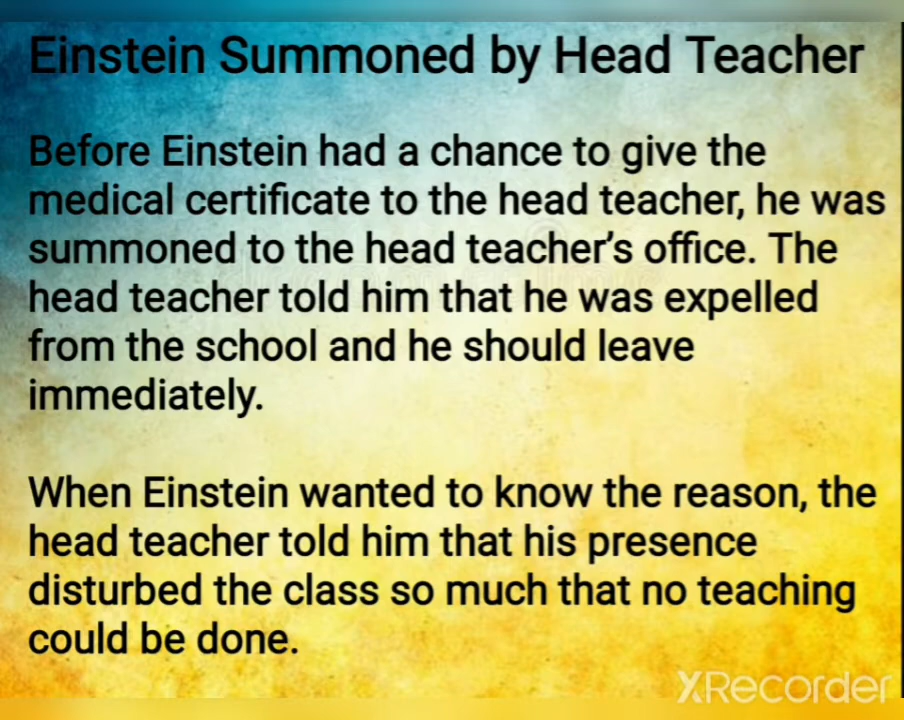 Einstein Summoned by Head Teacher
Before Einstein had a chance to give the
medical certificate to the head teacher, he was
summoned to the head teacher’s office. The
head teacher told him that he was expelled
from the school and he should leave
immediately.
When Einstein wanted to know the reason, the
head teacher told him that his presence
disturbed the class so much that no teaching
could be done.
XRecorder